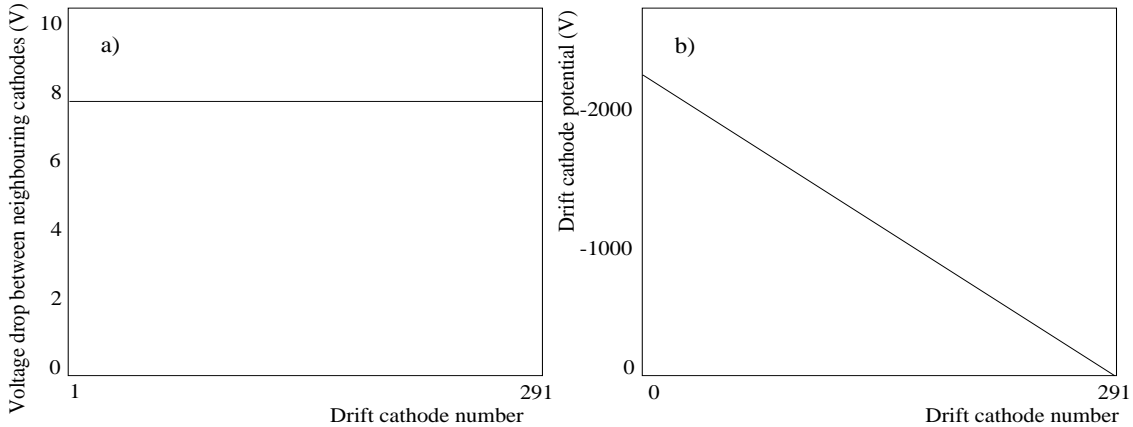 Voltage drop between neighbouring cathodes (V)
10
8
6
4
2
0
a)
1
291
Drift cathode number
Drift cathode potential (V)
-2000
-1000
0
b)
0
291
Drift cathode number